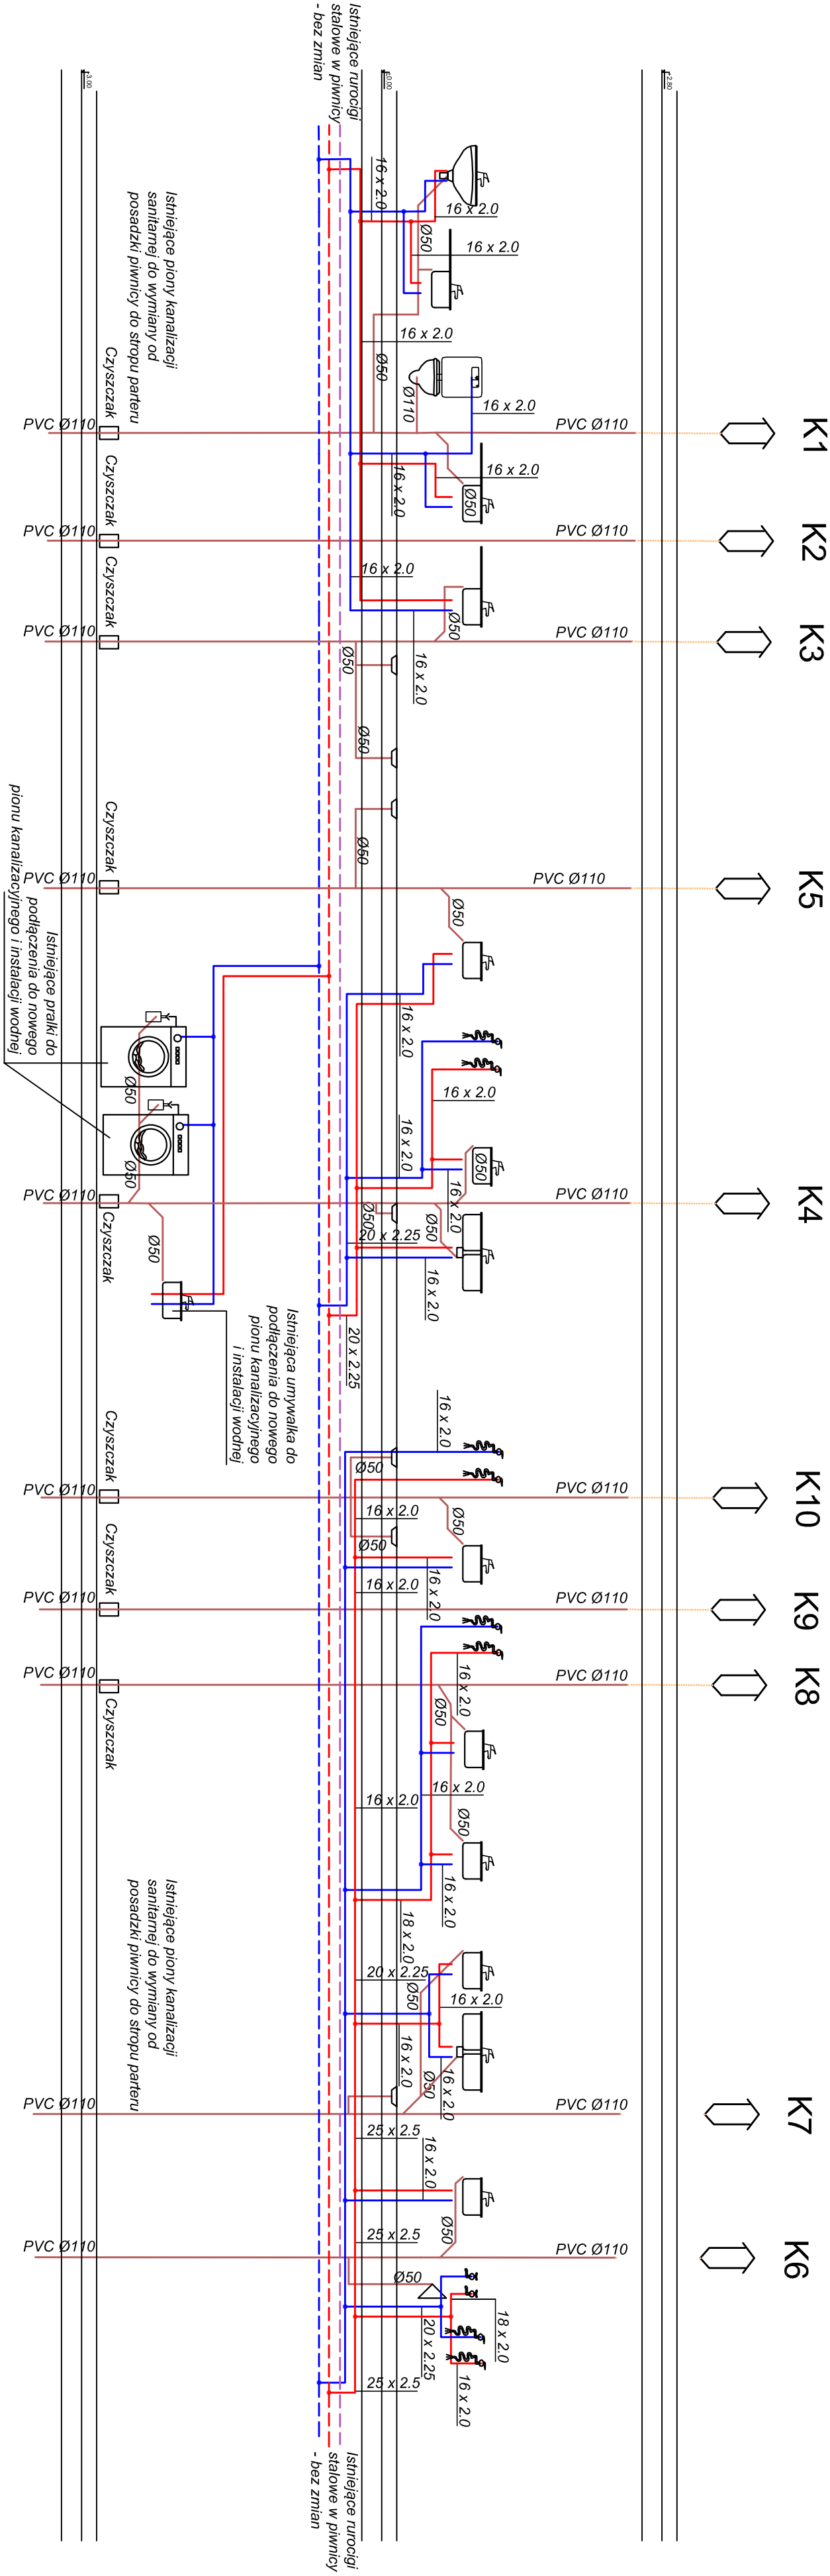 Istniejące rurocigi
stalowe w piwnicy
- bez zmian
+2.80
±0.00
-3.00
K1
K2
K3
K5
K4
K10
K9
K8
K7
K6
PVC Ø110
PVC Ø110
PVC Ø110
PVC Ø110
PVC Ø110
PVC Ø110
PVC Ø110
PVC Ø110
PVC Ø110
PVC Ø110
16 x 2.0
16 x 2.0
Ø50
16 x 2.0
16 x 2.0
Ø50
Ø110
16 x 2.0
16 x 2.0
16 x 2.0
Ø50
16 x 2.0
Ø50
16 x 2.0
Ø50
Ø50
Ø50
Ø50
16 x 2.0
16 x 2.0
16 x 2.0
Ø50
16 x 2.0
Ø50
Ø50
20 x 2.25
16 x 2.0
20 x 2.25
16 x 2.0
Ø50
16 x 2.0
Ø50
Ø50
16 x 2.0
16 x 2.0
16 x 2.0
Ø50
16 x 2.0
16 x 2.0
Ø50
16 x 2.0
18 x 2.0
20 x 2.25
Ø50
16 x 2.0
16 x 2.0
Ø50
16 x 2.0
25 x 2.5
16 x 2.0
Ø50
25 x 2.5
Ø50
18 x 2.0
20 x 2.25
25 x 2.5
16 x 2.0
Istniejące rurocigi
stalowe w piwnicy
- bez zmian
Istniejące piony kanalizacji
sanitarnej do wymiany od
posadzki piwnicy do stropu parteru
Czyszczak
Czyszczak
Czyszczak
Czyszczak
Ø50
Ø50
Czyszczak
Ø50
Istniejąca umywalka do
podłączenia do nowego
pionu kanalizacyjnego
i instalacji wodnej
Czyszczak
Czyszczak
Czyszczak
Istniejące piony kanalizacji
sanitarnej do wymiany od
posadzki piwnicy do stropu parteru
PVC Ø110
PVC Ø110
PVC Ø110
PVC Ø110
PVC Ø110
PVC Ø110
PVC Ø110
PVC Ø110
PVC Ø110
PVC Ø110
Istniejące pralki do
podłączenia do nowego
pionu kanalizacyjnego i instalacji wodnej